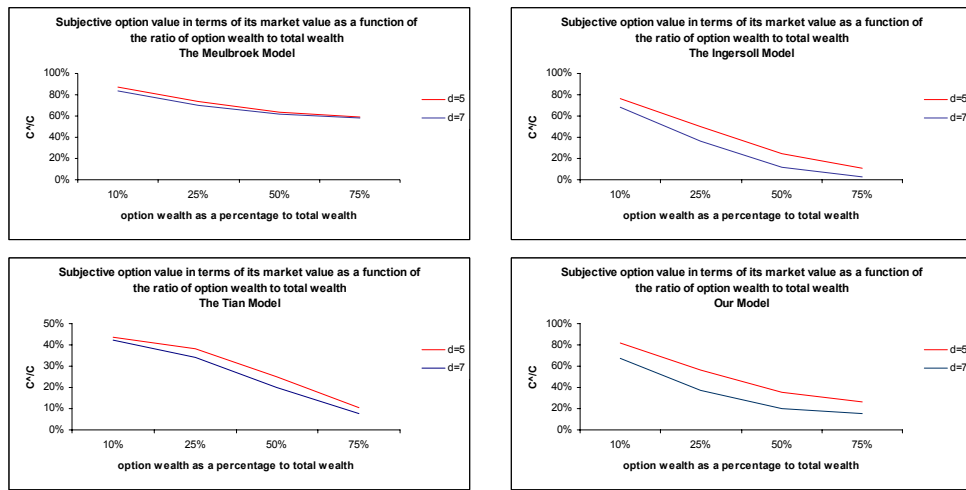 Subjective option value in terms of its market value as a function of
the ratio of option wealth to total wealth
The Meulbroek Model
100%
80%
60%
40%
20%
0%
C^/C
10%
25%
50%
75%
option wealth as a percentage to total wealth
d=5
d=7
Subjective option value in terms of its market value as a function of
the ratio of option wealth to total wealth
The Ingersoll Model
100%
80%
60%
40%
20%
0%
C^/C
10%
25%
50%
75%
option wealth as a percentage to total wealth
d=5
d=7
Subjective option value in terms of its market value as a function of
the ratio of option wealth to total wealth
The Tian Model
50%
40%
30%
20%
10%
0%
C^/C
10%
25%
50%
75%
option wealth as a percentage to total wealth
d=5
d=7
Subjective option value in terms of its market value as a function of
the ratio of option wealth to total wealth
Our Model
100%
80%
60%
40%
20%
0%
C^/C
10%
25%
50%
75%
option wealth as a percentage to total wealth
d=5
d=7